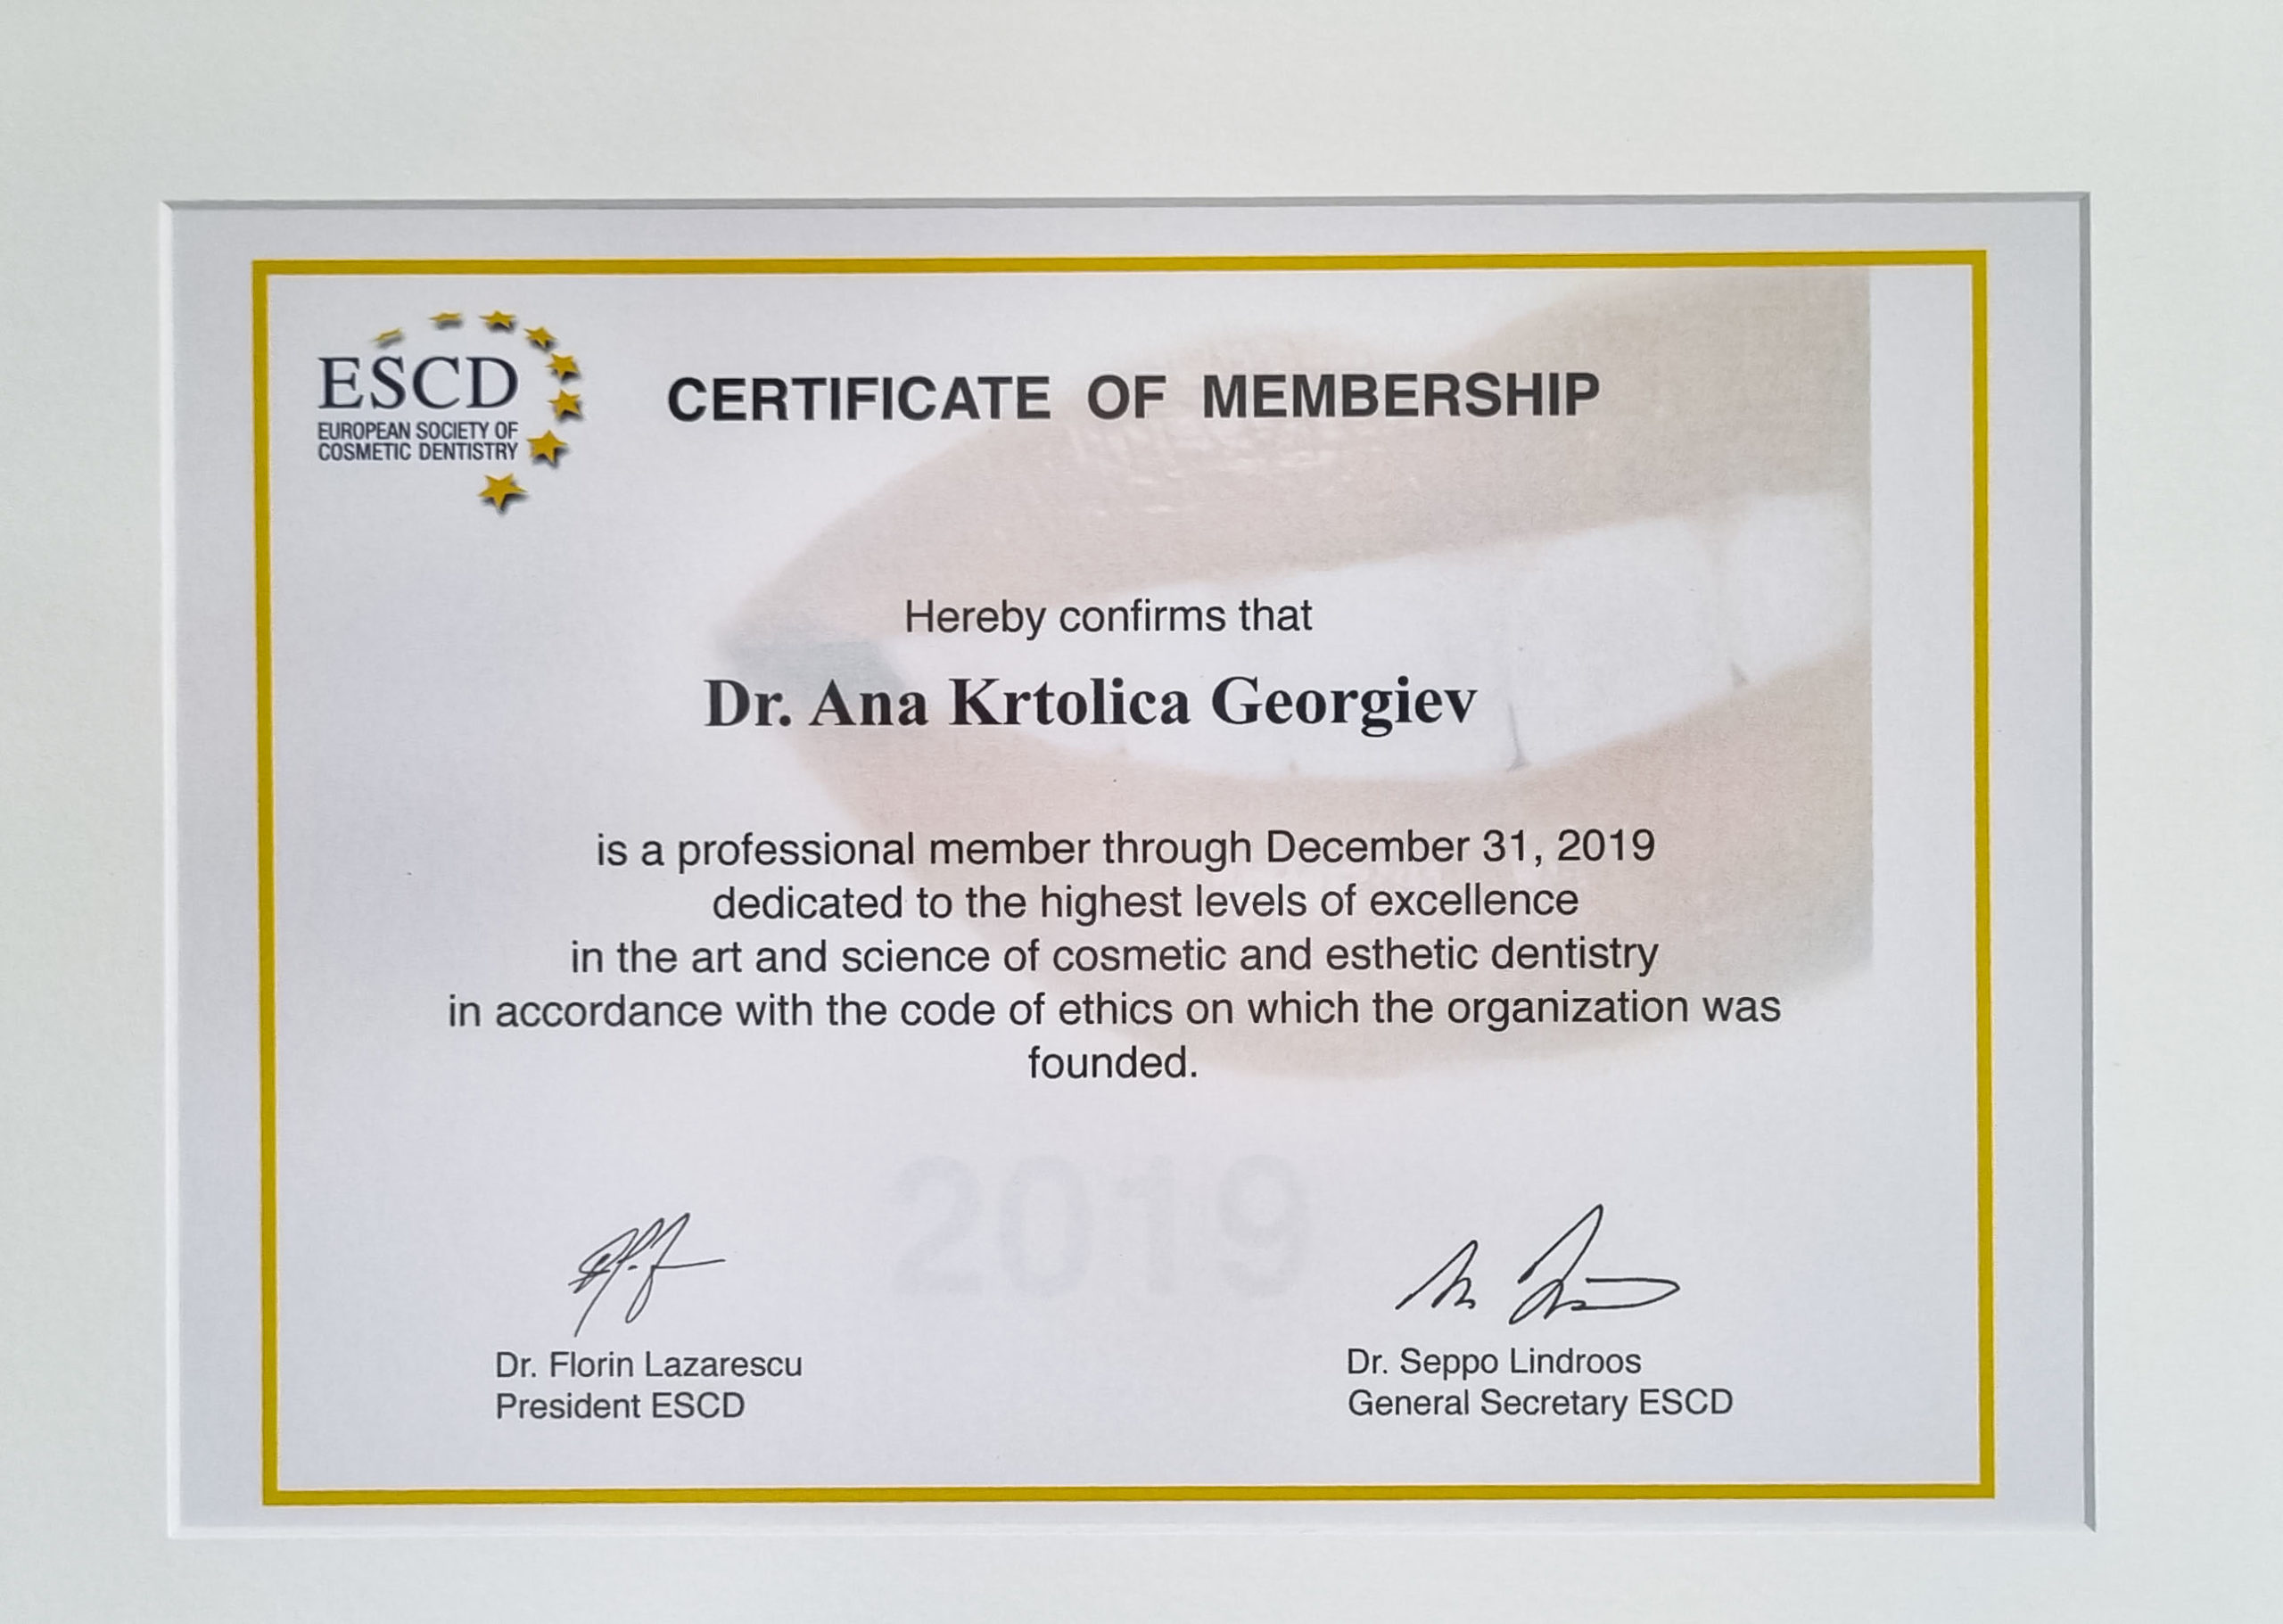 ESCD
EUROPEAN SOCIETY OF
COSMETIC DENTISTRY
CERTIFICATE OF MEMBERSHIP
Hereby confirms that
Dr. Ana Krtolica Georgiev
is a professional member through December 31, 2019
dedicated to the highest levels of excellence
in the art and science of cosmetic and esthetic dentistry
in accordance with the code of ethics on which the organization was
founded.
2019
Dr. Florin Lazarescu
President ESCD
Dr. Seppo Lindroos
General Secretary ESCD